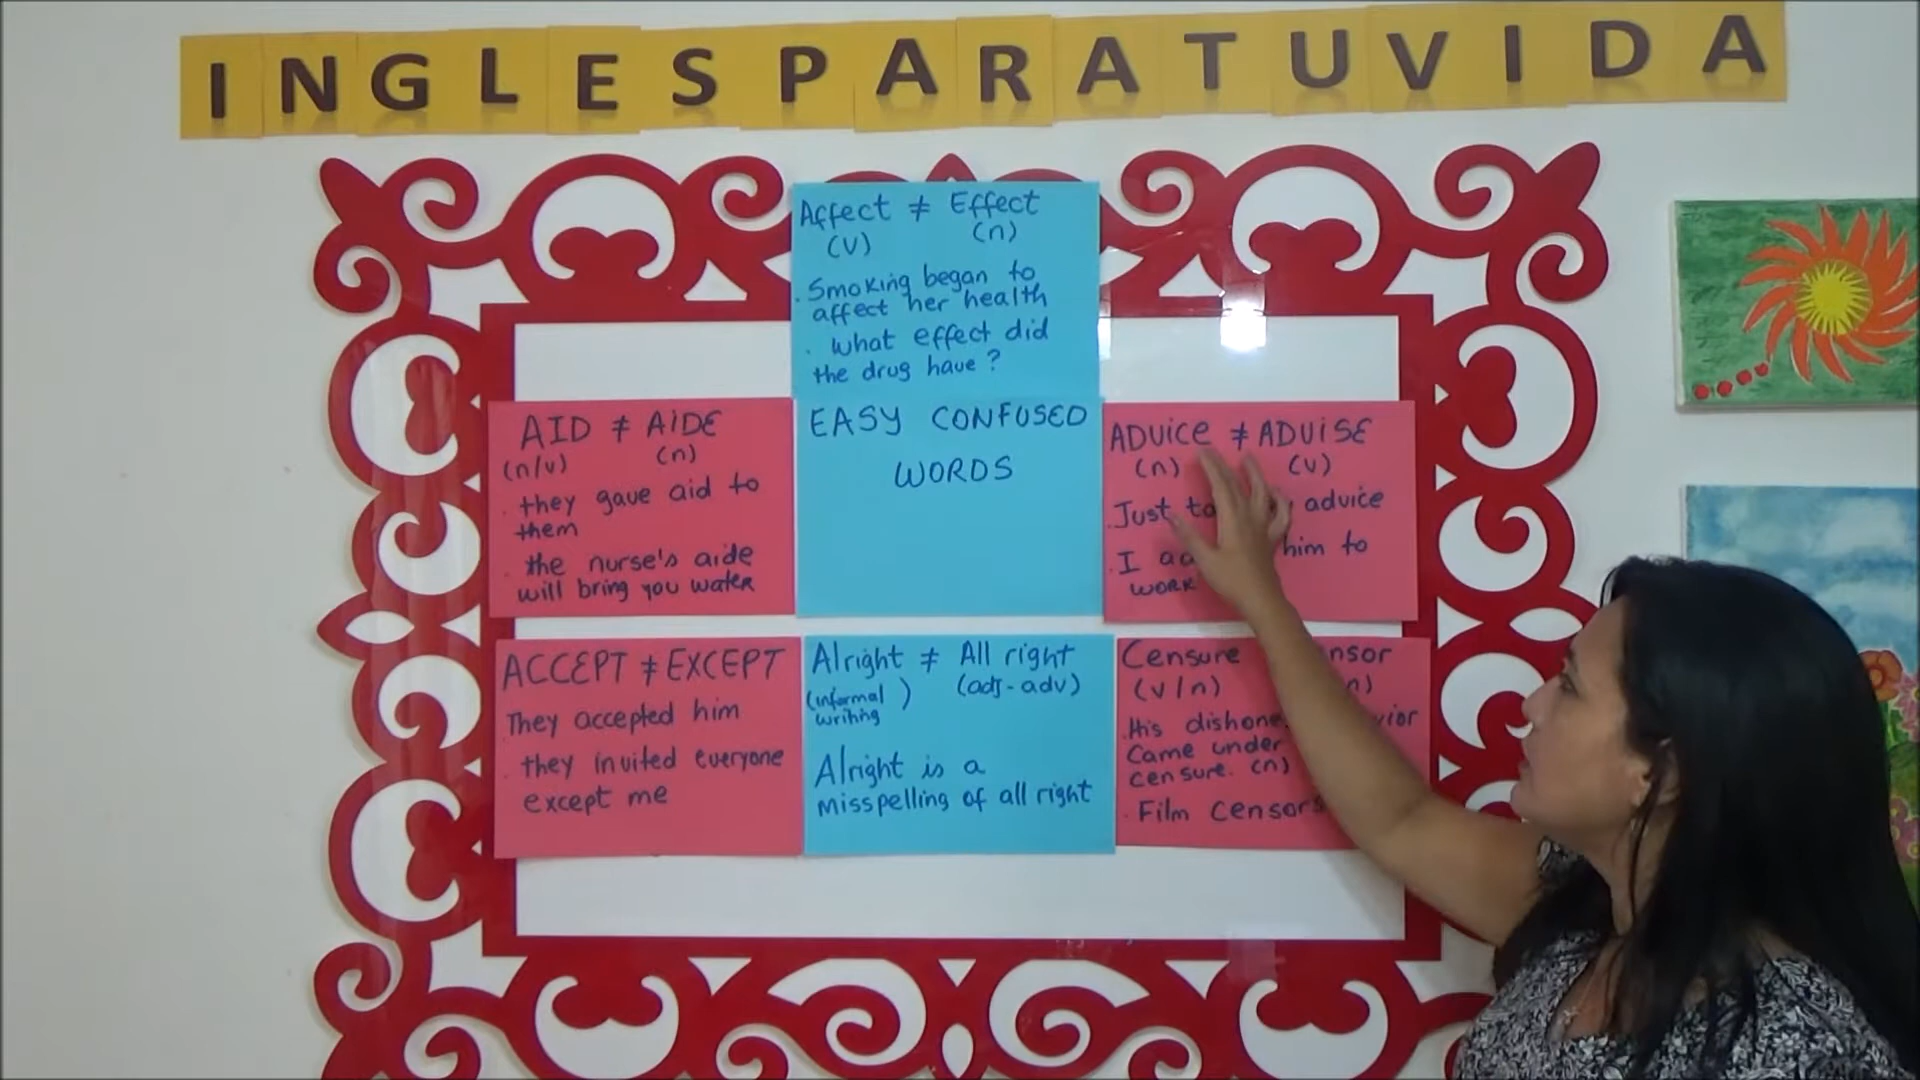 INGLESPARATUVIDA
Affect ≠ Effect
(v) (n)
. Smoking began to
affect her health
. What effect did
the drug have?
AID ≠ AIDE
(n/v) (n)
. they gave aid to
them
. the nurse's aide
will bring you water
EASY CONFUSED
WORDS
ADVICE ≠ ADVISE
(n) (v)
. Just advice
. I him to
work
ACCEPT ≠ EXCEPT
. They accepted him
. they invited everyone
except me
Alright ≠ All right
(informal) (adj-adv)
writing
Alright is a
misspelling of all right
Censure
(v/n)
. His
Came under
censure. (n)
. Film censors